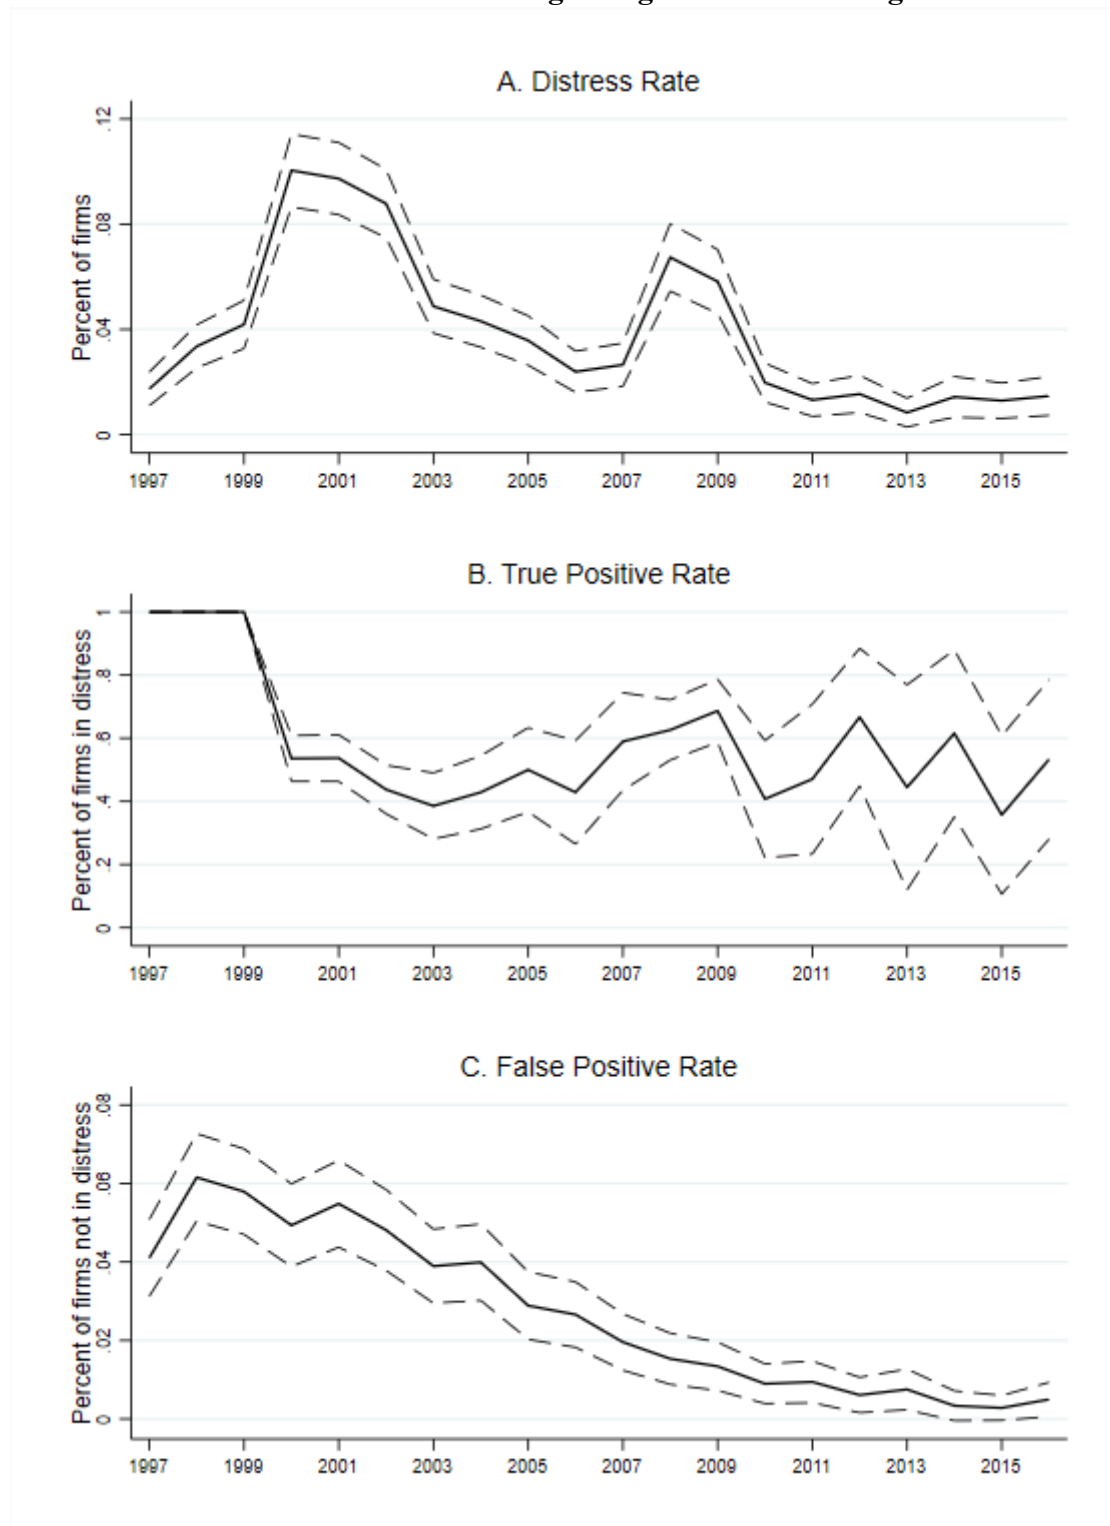 A. Distress Rate
Percent of firms
.12
.08
.04
0
1997 1999 2001 2003 2005 2007 2009 2011 2013 2015
B. True Positive Rate
Percent of firms in distress
1
.8
.6
.4
.2
0
1997 1999 2001 2003 2005 2007 2009 2011 2013 2015
C. False Positive Rate
Percent of firms not in distress
.08
.06
.04
.02
0
1997 1999 2001 2003 2005 2007 2009 2011 2013 2015